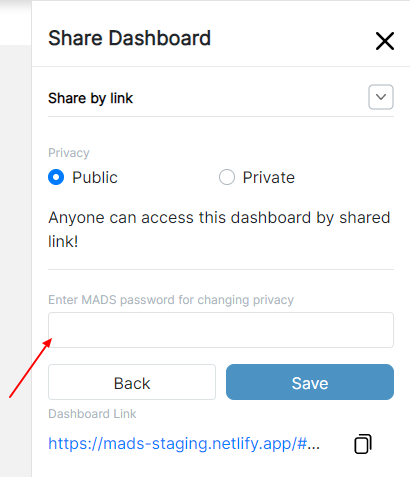 Share Dashboard
Share by link
Privacy
Public
Private
Anyone can access this dashboard by shared
link!
Enter MADS password for changing privacy
Back
Save
Dashboard Link
https://mads-staging.netlify.app/#...